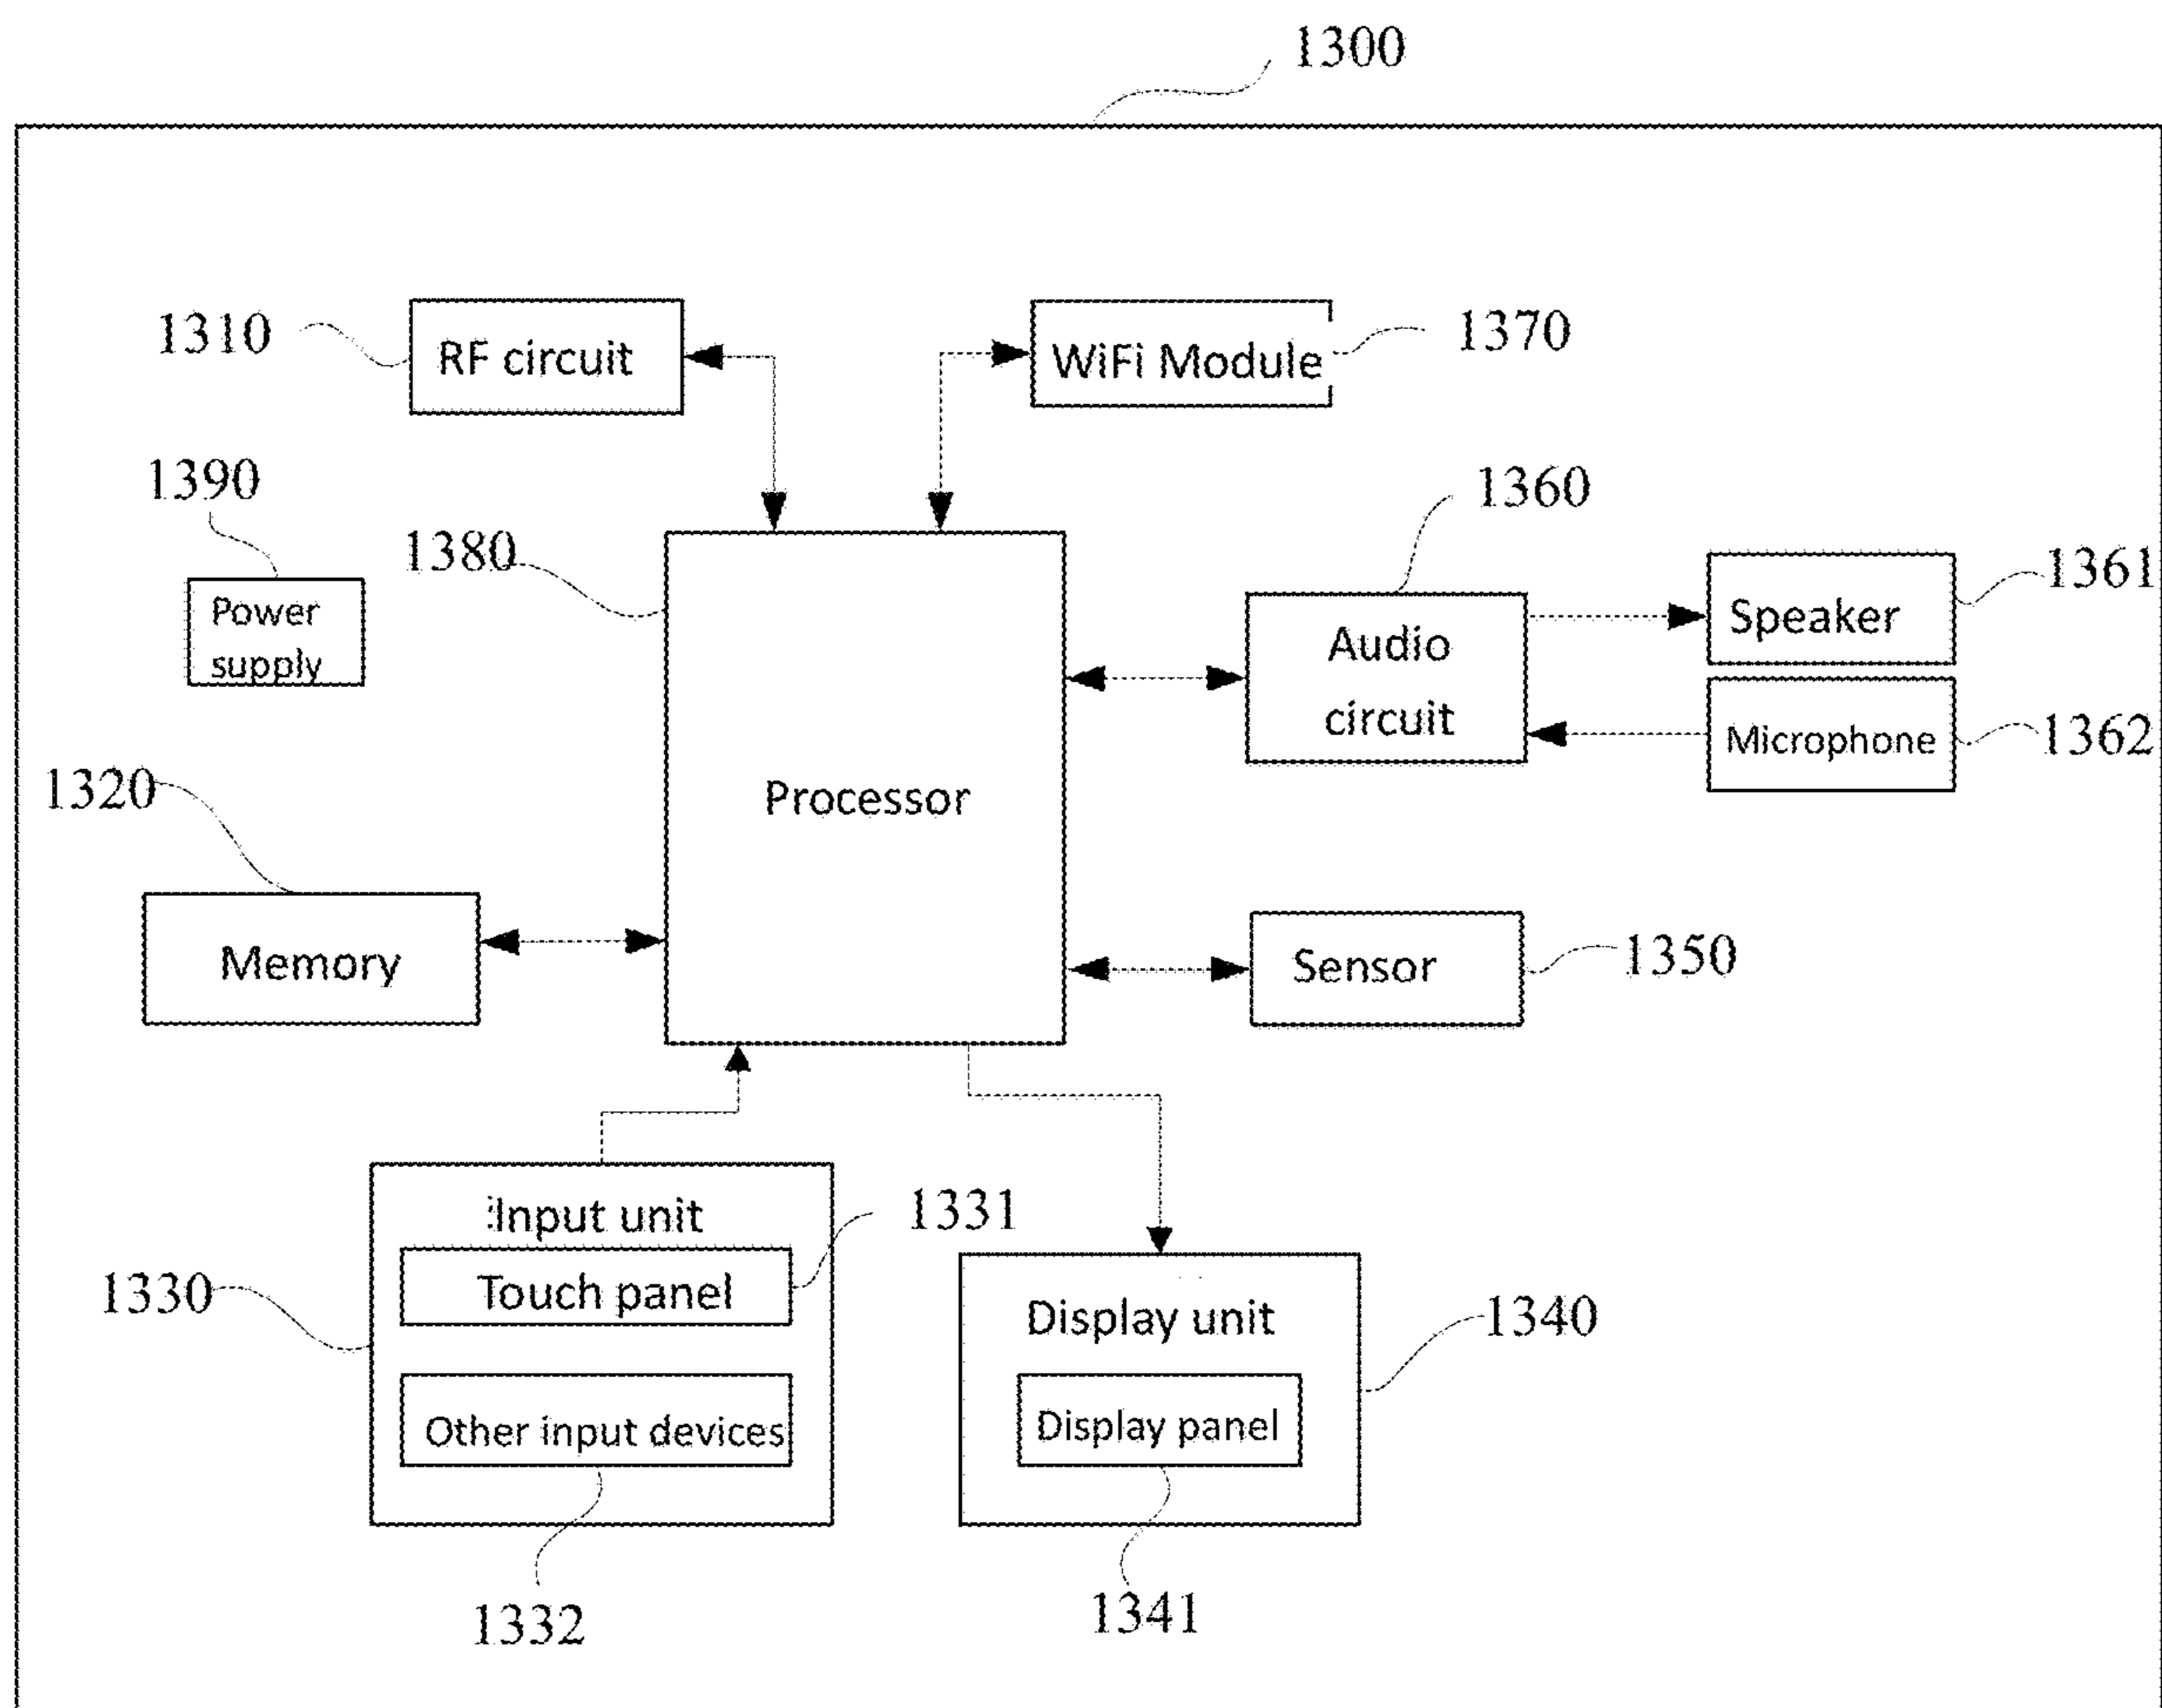 1300
1310
RF circuit
WiFi Module
1370
1390
1380
1360
Power
supply
Audio
circuit
Speaker
1361
Microphone
1362
1320
Processor
Memory
Sensor
1350
Input unit
1331
1330
Touch panel
Display unit
1340
Other input devices
Display panel
1332
1341